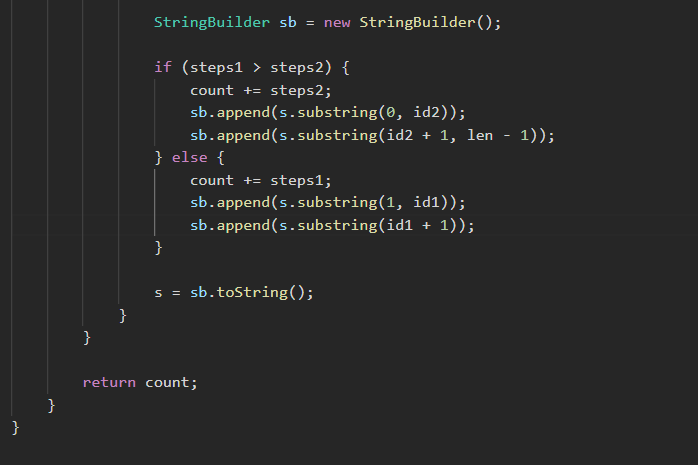 StringBuilder sb = new StringBuilder();
if (steps1 > steps2) {
count += steps2;
sb.append(s.substring(0, id2));
sb.append(s.substring(id2 + 1, len - 1));
} else {
count += steps1;
sb.append(s.substring(1, id1));
sb.append(s.substring(id1 + 1));
}
s = sb.toString();
}
}
return count;
}
}